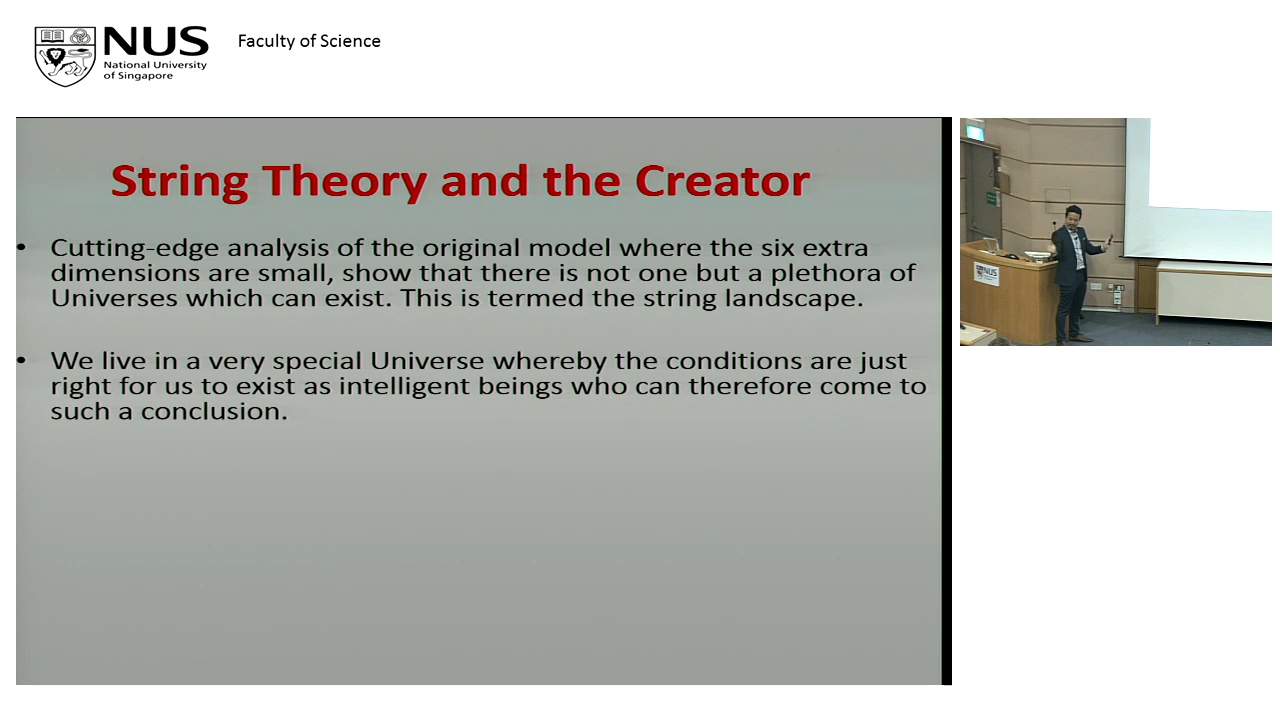 NUS
National University
of Singapore
Faculty of Science
String Theory and the Creator
• Cutting-edge analysis of the original model where the six extra
dimensions are small, show that there is not one but a plethora of
Universes which can exist. This is termed the string landscape.
• We live in a very special Universe whereby the conditions are just
right for us to exist as intelligent beings who can therefore come to
such a conclusion.
NUS